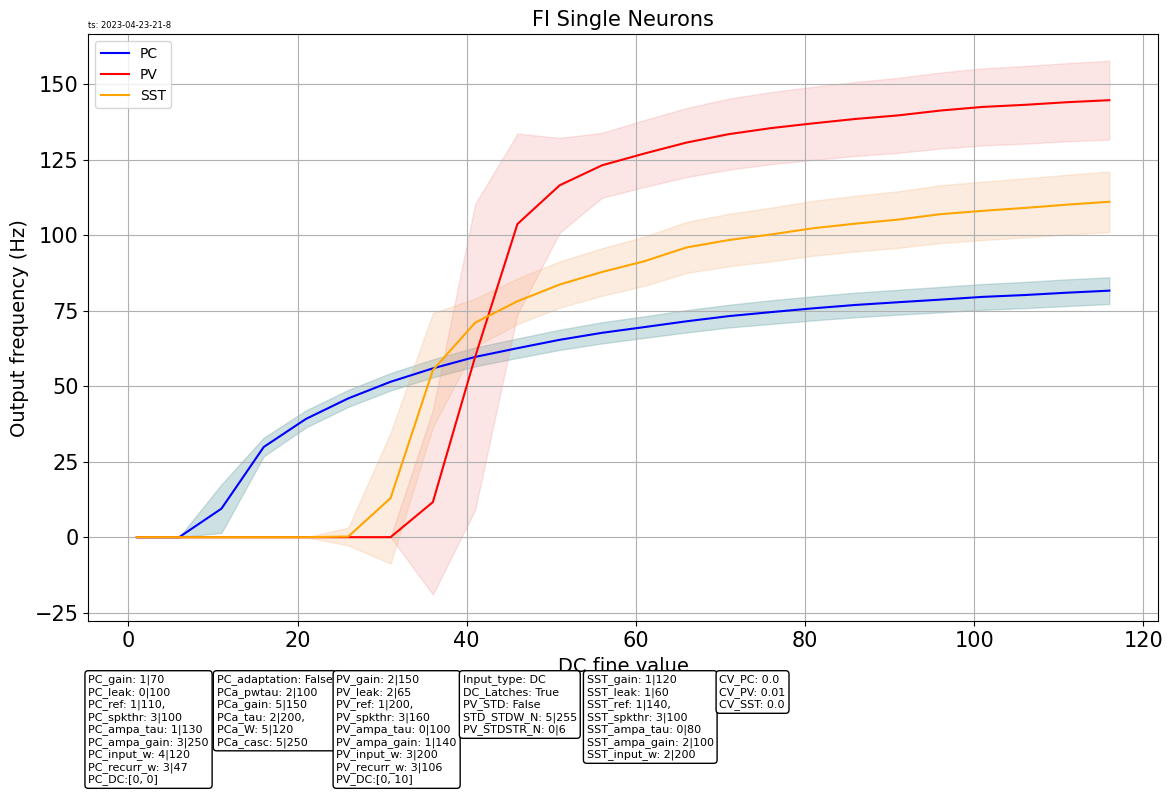 ts: 2023-04-23-21-8
FI Single Neurons
PC
PV
SST
Output frequency (Hz)
150
125
100
75
50
25
0
−25
0 20 40 60 80 100 120
DC fine value
PC_gain: 1|70
PC_leak: 0|100
PC_ref: 1|110,
PC_spkthr: 3|100
PC_ampa_tau: 1|130
PC_ampa_gain: 3|250
PC_input_w: 4|120
PC_recurr_w: 3|47
PC_DC:[0, 0]
PC_adaptation: False
PCa_pwtau: 2|100
PCa_gain: 5|150
PCa_tau: 2|200,
PCa_W: 5|120
PCa_casc: 5|250
PV_gain: 2|150
PV_leak: 2|65
PV_ref: 1|200,
PV_spkthr: 3|160
PV_ampa_tau: 0|100
PV_ampa_gain: 1|140
PV_input_w: 3|200
PV_recurr_w: 3|106
PV_DC:[0, 10]
Input_type: DC
DC_Latches: True
PV_STD: False
STD_STDW_N: 5|255
PV_STDSTR_N: 0|6
SST_gain: 1|120
SST_leak: 1|60
SST_ref: 1|140,
SST_spkthr: 3|100
SST_ampa_tau: 0|80
SST_ampa_gain: 2|100
SST_input_w: 2|200
CV_PC: 0.0
CV_PV: 0.01
CV_SST: 0.0